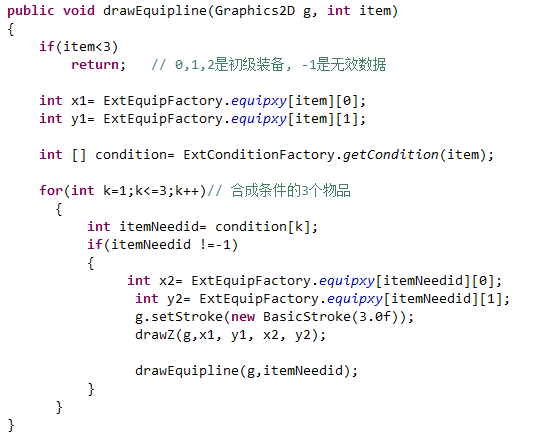 public void drawEquipline(Graphics2D g, int item)
{
    if(item<3)
        return;   // 0,1,2是初级装备, -1是无效数据
    int x1= ExtEquipFactory.equipxy[item][0];
    int y1= ExtEquipFactory.equipxy[item][1];
    int [] condition= ExtConditionFactory.getCondition(item);
    for(int k=1;k<=3;k++)// 合成条件的3个物品
      {
          int itemNeedid= condition[k];
          if(itemNeedid !=-1)
          {
               int x2= ExtEquipFactory.equipxy[itemNeedid][0];
                int y2= ExtEquipFactory.equipxy[itemNeedid][1];
                g.setStroke(new BasicStroke(3.0f));
                drawZ(g,x1, y1, x2, y2);
                drawEquipline(g,itemNeedid);
          }
      }
}